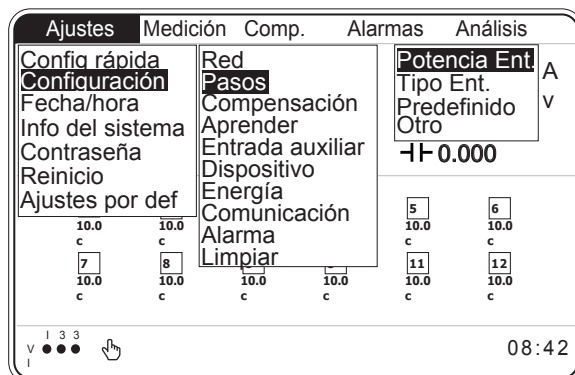 Ajustes Medición Comp. Alarmas Análisis
Config rápida
Configuración
Fecha/hora
Info del sistema
Contraseña
Reinicio
Ajustes por def
Red
Pasos
Compensación
Aprender
Entrada auxiliar
Dispositivo
Energía
Comunicación
Alarma
Limpiar
Potencia Ent.
Tipo Ent.
Predefinido
Otro
A
v
0.000
5 6
10.0 10.0 10.0 10.0
c c c c
7 8 11 12
10.0 10.0 10.0 10.0 10.0 10.0
c c c c c c
1 3 3
V
I
08:42